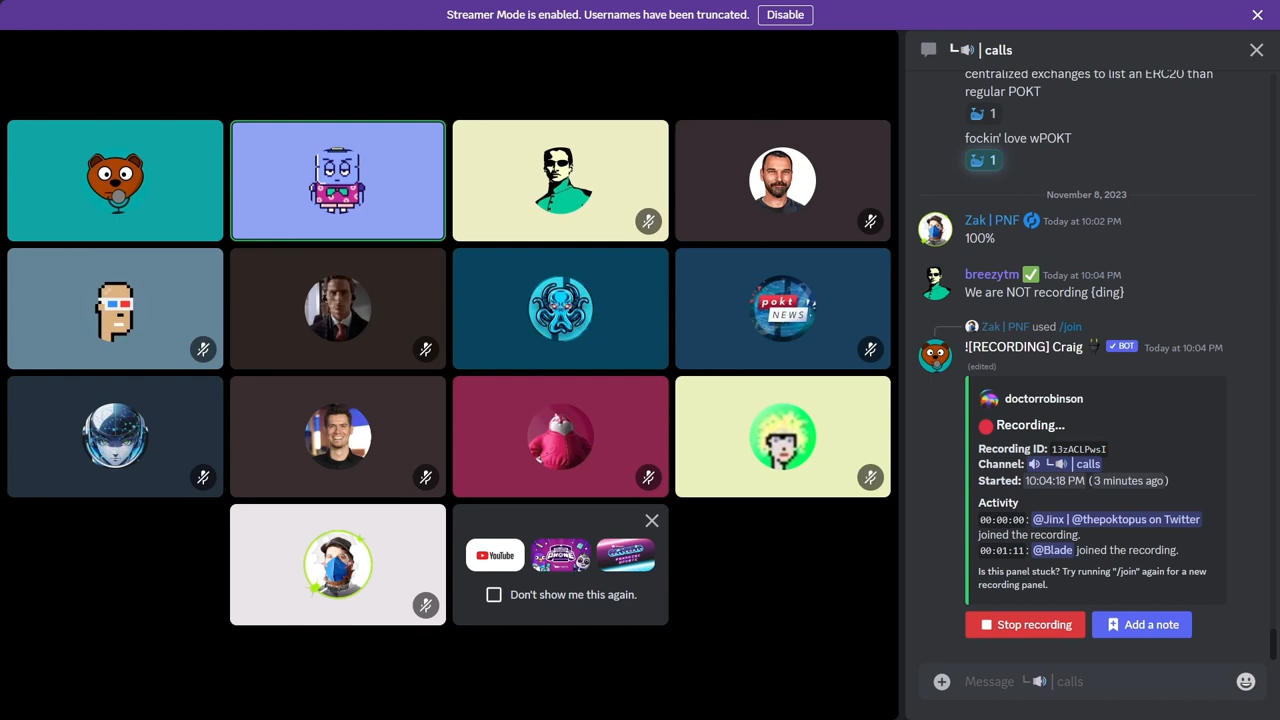 Streamer Mode is enabled. Usernames have been truncated.
Disable
calls
centralized exchanges to list an ERC20 than
regular POKT
1
fockin' love wPOKT
1
November 8, 2023
Zak | PNF Today at 10:02 PM
100%
breezytm Today at 10:04 PM
We are NOT recording {ding}
Zak | PNF used /join
![RECORDING] Craig BOT Today at 10:04 PM
(edited)
doctorrobinson
Recording...
Recording ID: 13zACLPwsI
Channel: calls
Started: 10:04:18 PM (3 minutes ago)
Activity
00:00:00: @Jinx | @thepoktopus on Twitter
joined the recording.
00:01:11: @Blade joined the recording.
Is this panel stuck? Try running "/join" again for a new
recording panel.
Stop recording
Add a note
Message calls
pokt
NEWS
YouTube
Don't show me this again.